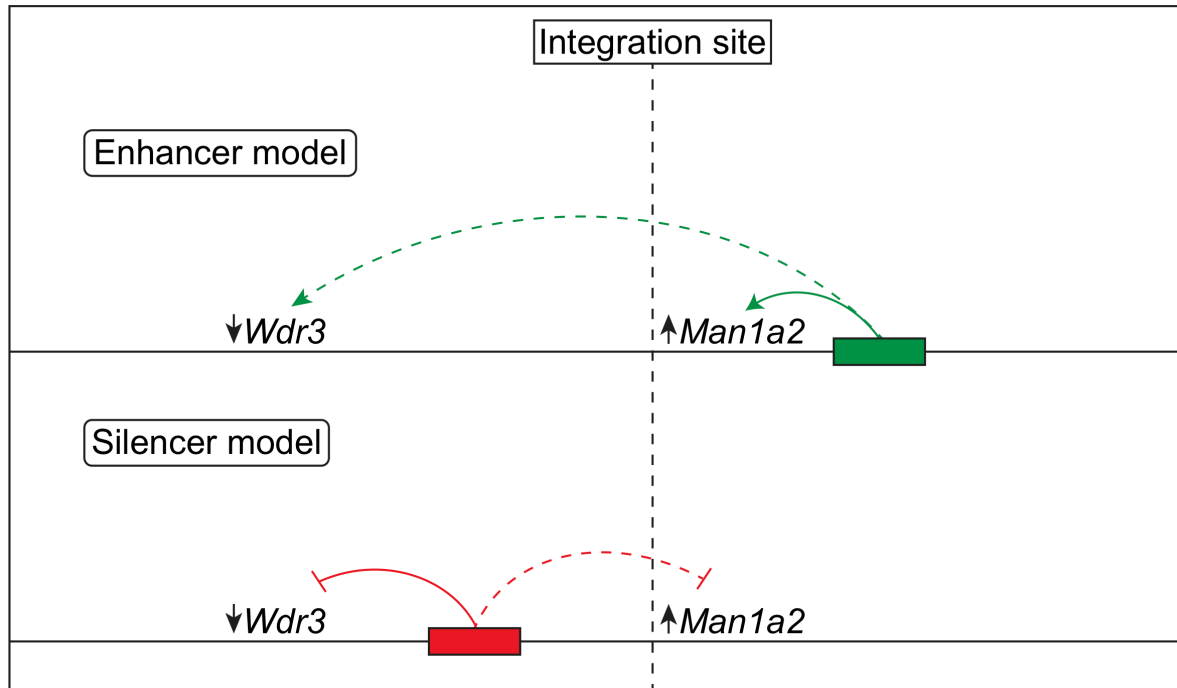 Integration site
Enhancer model
↓Wdr3 ↑Man1a2
Silencer model
↓Wdr3 ↑Man1a2